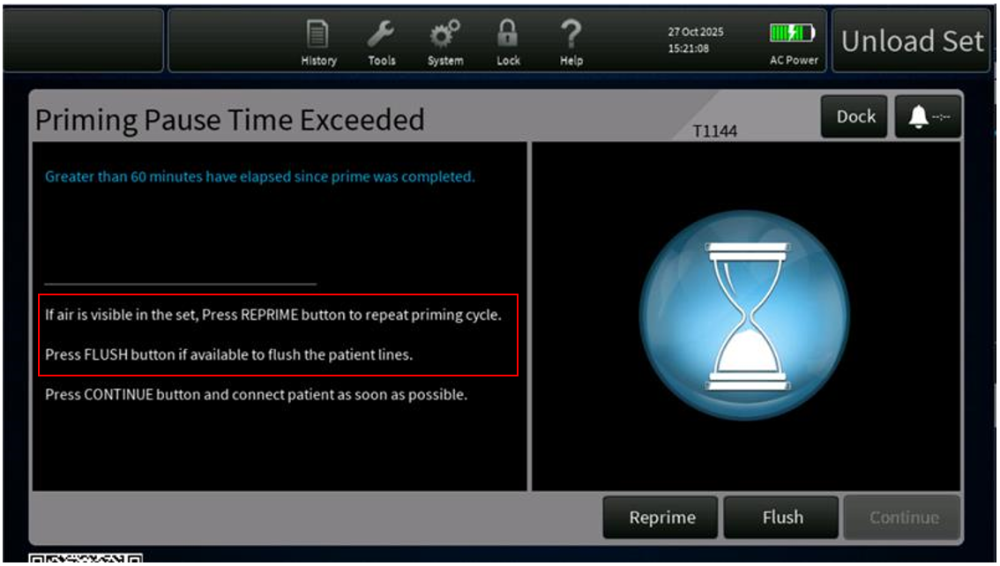 History
Tools
System
Lock
Help
27 Oct 2025
15:21:08
AC Power
Unload Set
Priming Pause Time Exceeded
T1144
Dock
--:--
Greater than 60 minutes have elapsed since prime was completed.
If air is visible in the set, Press REPRIME button to repeat priming cycle.
Press FLUSH button if available to flush the patient lines.
Press CONTINUE button and connect patient as soon as possible.
Reprime
Flush
Continue